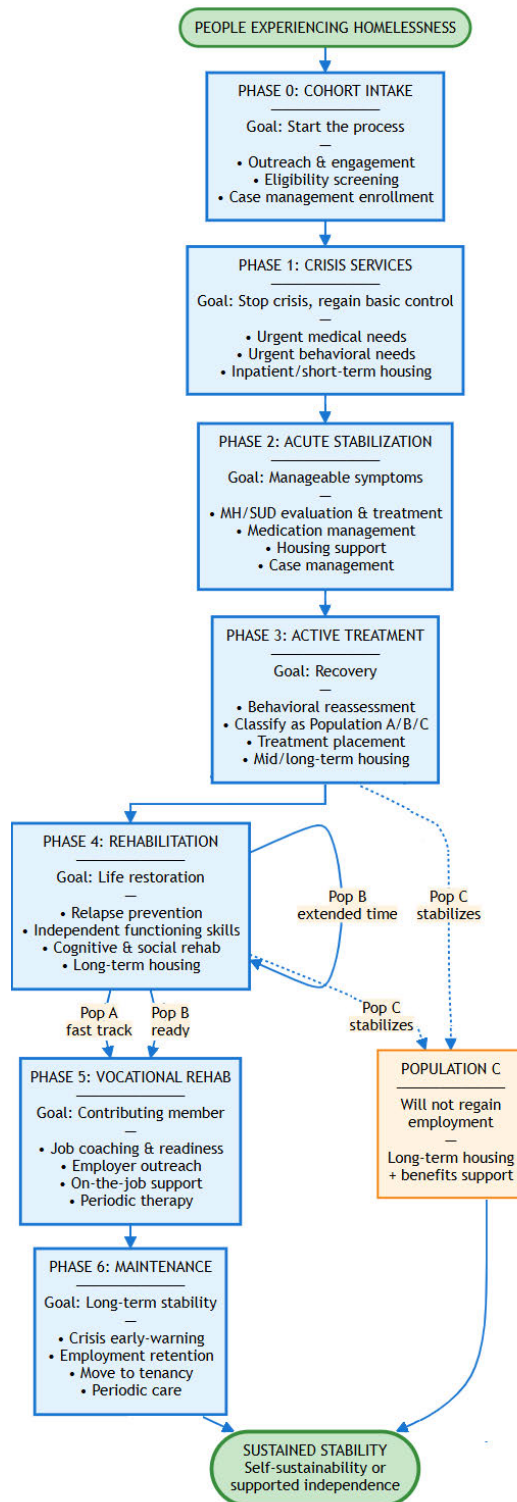 PEOPLE EXPERIENCING HOMELESSNESS
PHASE 0: COHORT INTAKE
Goal: Start the process
—
• Outreach & engagement
• Eligibility screening
• Case management enrollment
PHASE 1: CRISIS SERVICES
Goal: Stop crisis, regain basic control
—
• Urgent medical needs
• Urgent behavioral needs
• Inpatient/short-term housing
PHASE 2: ACUTE STABILIZATION
Goal: Manageable symptoms
—
• MH/SUD evaluation & treatment
• Medication management
• Housing support
• Case management
PHASE 3: ACTIVE TREATMENT
Goal: Recovery
—
• Behavioral reassessment
• Classify as Population A/B/C
• Treatment placement
• Mid/long-term housing
PHASE 4: REHABILITATION
Goal: Life restoration
—
• Relapse prevention
• Independent functioning skills
• Cognitive & social rehab
• Long-term housing
Pop B
extended time
Pop C
stabilizes
Pop A
fast track
Pop B
ready
Pop C
stabilizes
PHASE 5: VOCATIONAL REHAB
Goal: Contributing member
—
• Job coaching & readiness
• Employer outreach
• On-the-job support
• Periodic therapy
POPULATION C
Will not regain
employment
—
Long-term housing
+ benefits support
PHASE 6: MAINTENANCE
Goal: Long-term stability
—
• Crisis early-warning
• Employment retention
• Move to tenancy
• Periodic care
SUSTAINED STABILITY
Self-sustainability or
supported independence